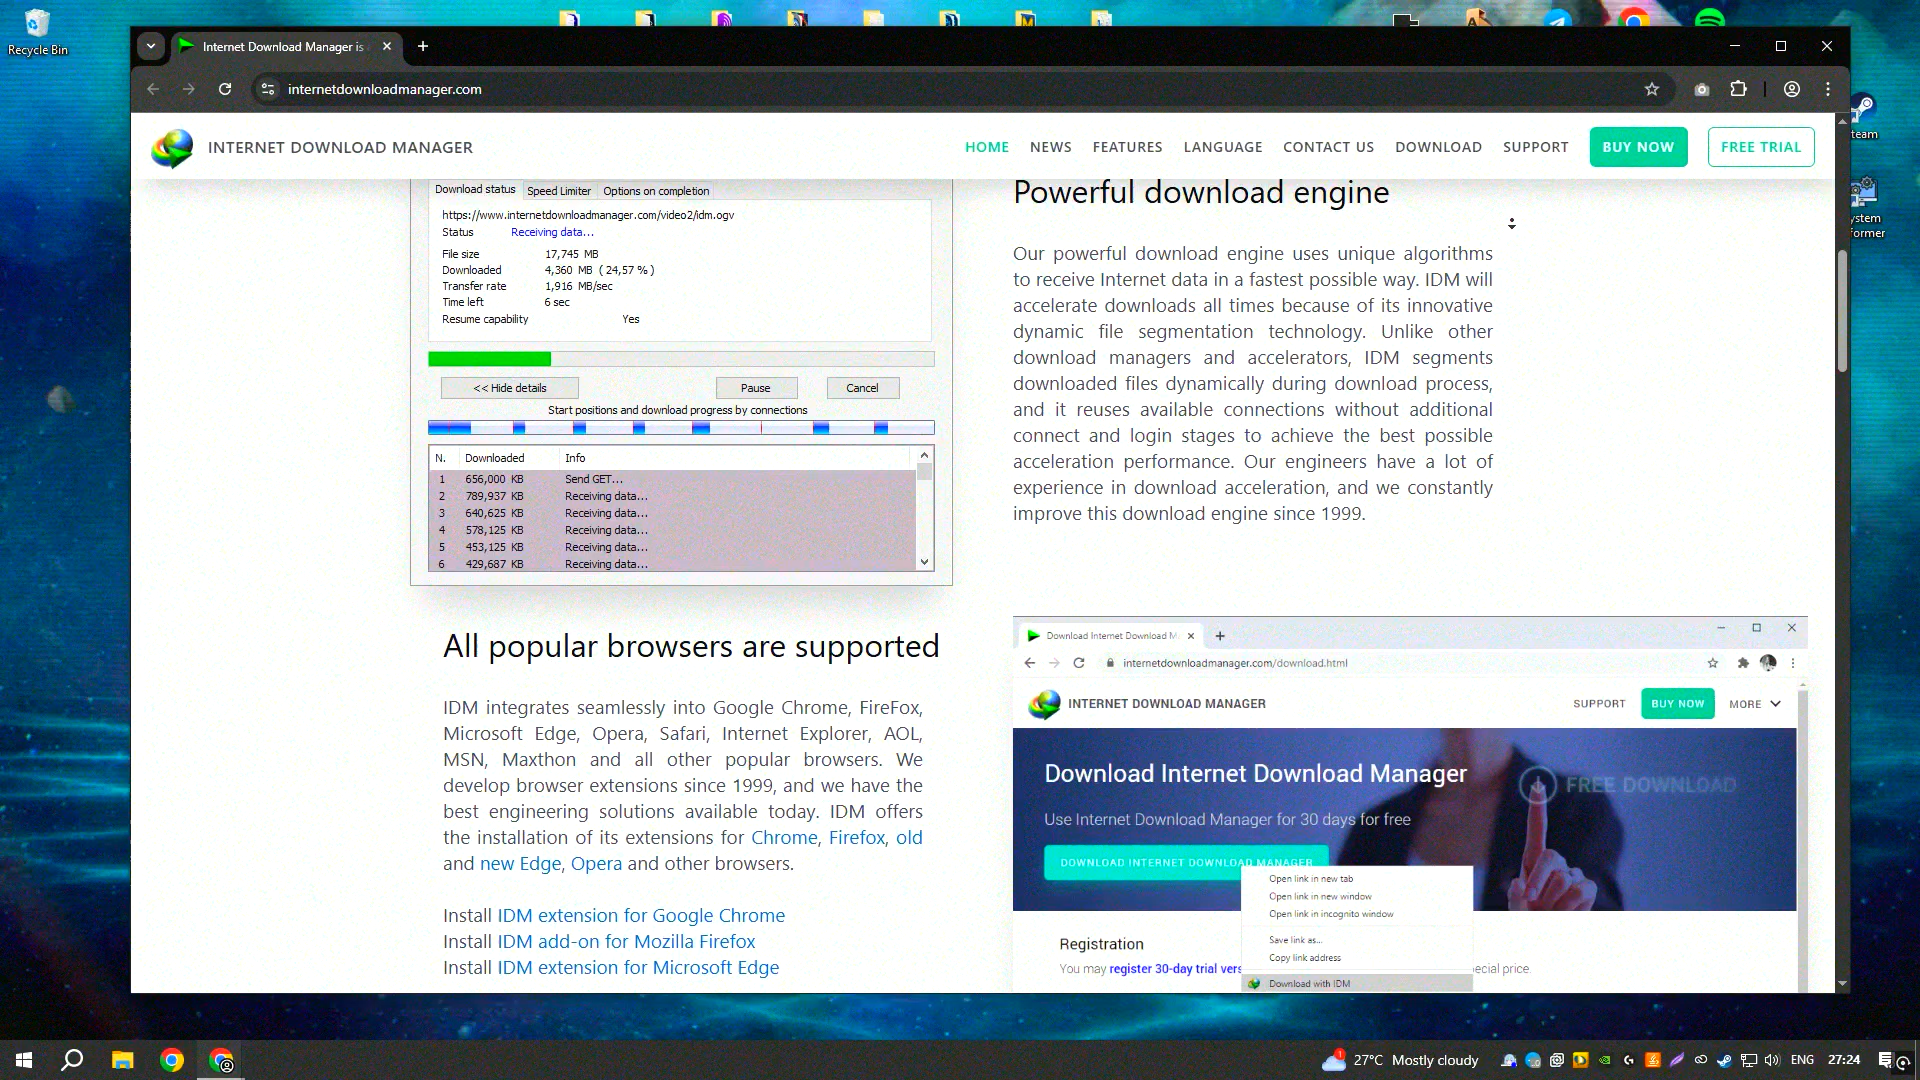 Recycle Bin
Internet Download Manager is
internetdownloadmanager.com
INTERNET DOWNLOAD MANAGER
HOME NEWS FEATURES LANGUAGE CONTACT US DOWNLOAD SUPPORT BUY NOW FREE TRIAL
Download status Speed Limiter Options on completion
https://www.internetdownloadmanager.com/video2/idm.ogv
Status Receiving data...
File size 17,745 MB
Downloaded 4,360 MB ( 24,57 % )
Transfer rate 1,916 MB/sec
Time left 6 sec
Resume capability Yes
<< Hide details Pause Cancel
Start positions and download progress by connections
N. Downloaded Info
1 656,000 KB Send GET...
2 789,937 KB Receiving data...
3 640,625 KB Receiving data...
4 578,125 KB Receiving data...
5 453,125 KB Receiving data...
6 429,687 KB Receiving data...
Powerful download engine
Our powerful download engine uses unique algorithms
to receive Internet data in a fastest possible way. IDM will
accelerate downloads all times because of its innovative
dynamic file segmentation technology. Unlike other
download managers and accelerators, IDM segments
downloaded files dynamically during download process,
and it reuses available connections without additional
connect and login stages to achieve the best possible
acceleration performance. Our engineers have a lot of
experience in download acceleration, and we constantly
improve this download engine since 1999.
All popular browsers are supported
IDM integrates seamlessly into Google Chrome, FireFox,
Microsoft Edge, Opera, Safari, Internet Explorer, AOL,
MSN, Maxthon and all other popular browsers. We
develop browser extensions since 1999, and we have the
best engineering solutions available today. IDM offers
the installation of its extensions for Chrome, Firefox, old
and new Edge, Opera and other browsers.
Install IDM extension for Google Chrome
Install IDM add-on for Mozilla Firefox
Install IDM extension for Microsoft Edge
Download Internet Download M
internetdownloadmanager.com/download.html
INTERNET DOWNLOAD MANAGER
SUPPORT BUY NOW MORE
Download Internet Download Manager
FREE DOWNLOAD
Use Internet Download Manager for 30 days for free
DOWNLOAD INTERNET DOWNLOAD MANAGER
Open link in new tab
Open link in new window
Open link in incognito window
Save link as...
Copy link address
Download with IDM
Registration
You may register 30-day trial vers ecial price.
team
ystem
ormer
27°C Mostly cloudy
ENG
27:24